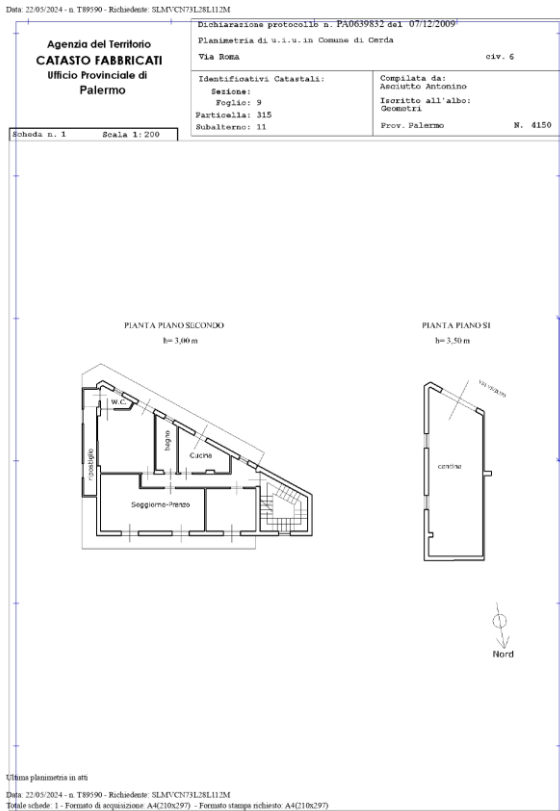 Data: 22/05/2024 - n. T89590 - Richiedente: SLMVCN73L28L112M
Agenzia del Territorio
CATASTO FABBRICATI
Ufficio Provinciale di
Palermo
Dichiarazione protocollo n. PA0639832 del 07/12/2009
Planimetria di u.i.u. in Comune di Cerda
Via Roma civ. 6
Identificativi Catastali:
Sezione:
Foglio: 9
Particella: 315
Subalterno: 11
Compilata da:
Asciutto Antonino
Iscritto all'albo:
Geometri
Prov. Palermo N. 4150
Scheda n. 1 Scala 1:200
PIANTA PIANO SECONDO
h= 3,00 m
PIANTA PIANO SI
h= 3,50 m
W.C.
bagno
Cucina
ripostiglio
Soggiorno-Pranzo
cantina
Nord
Ultima planimetria in atti
Data: 22/05/2024 - n. T89590 - Richiedente: SLMVCN73L28L112M
Totale schede: 1 - Formato di acquisizione: A4(210x297) - Formato stampa richiesto: A4(210x297)